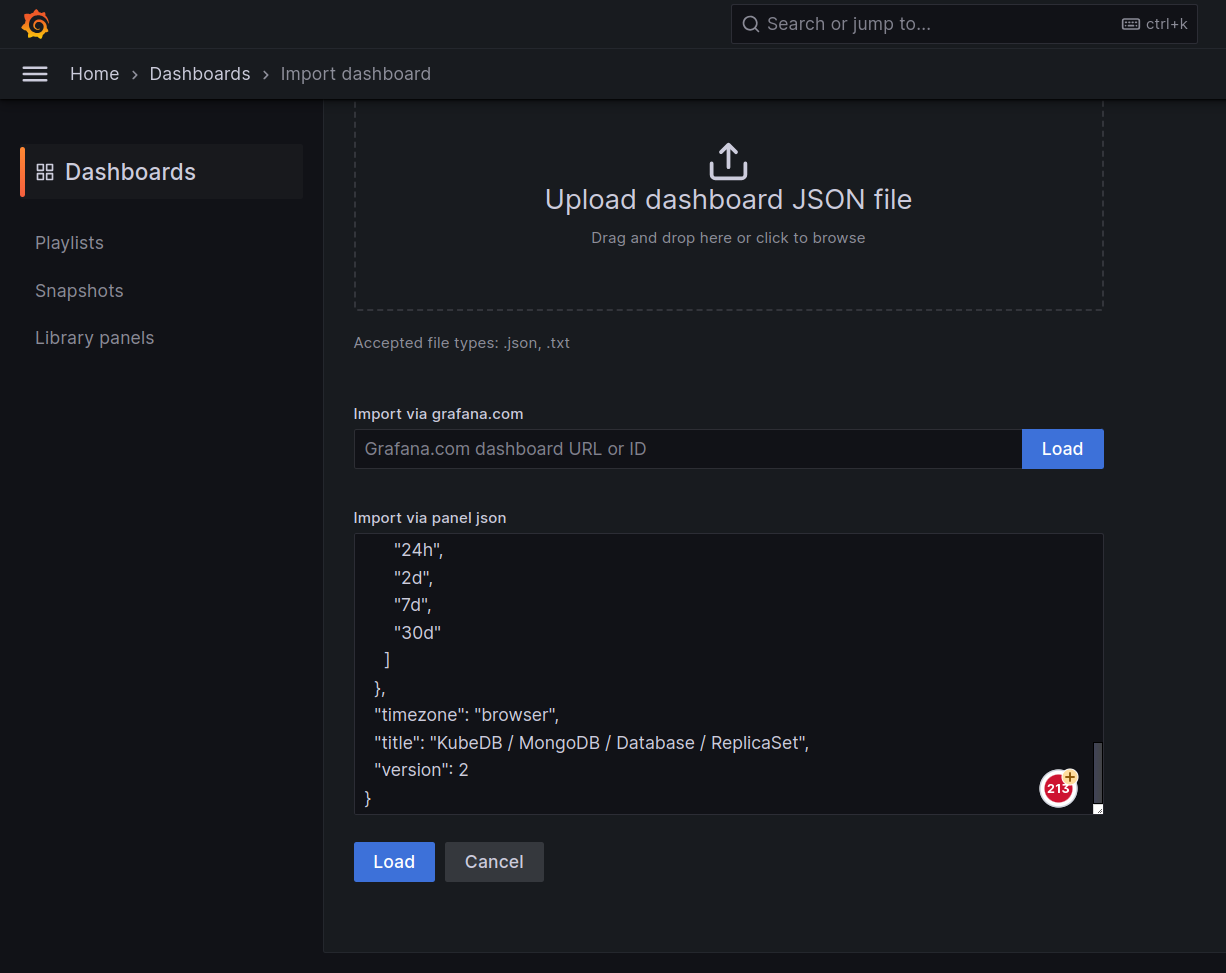 Search or jump to...
ctrl+k
Home › Dashboards › Import dashboard
Dashboards
Playlists
Snapshots
Library panels
Upload dashboard JSON file
Drag and drop here or click to browse
Accepted file types: .json, .txt
Import via grafana.com
Grafana.com dashboard URL or ID
Load
Import via panel json
"24h",
"2d",
"7d",
"30d"
]
},
"timezone": "browser",
"title": "KubeDB / MongoDB / Database / ReplicaSet",
"version": 2
}
213
+
Load
Cancel